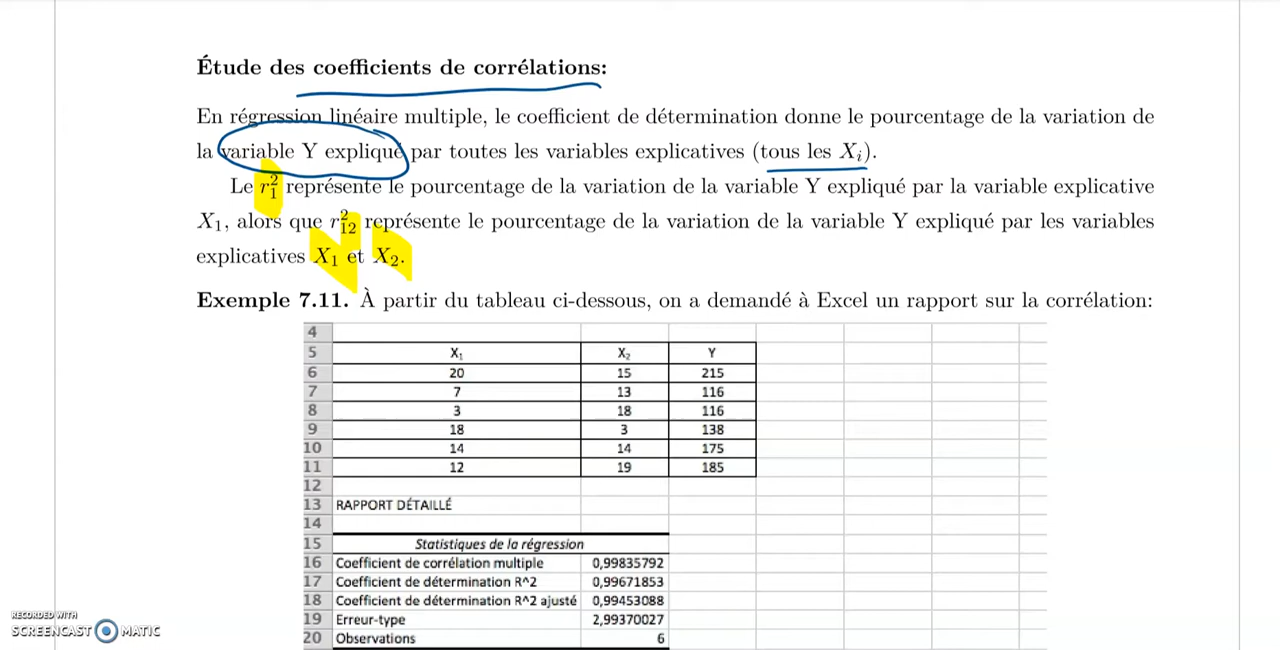 Étude des coefficients de corrélations:
En régression linéaire multiple, le coefficient de détermination donne le pourcentage de la variation de
la variable Y expliqué par toutes les variables explicatives (tous les Xᵢ).
Le r₁² représente le pourcentage de la variation de la variable Y expliqué par la variable explicative
X₁, alors que r₁₂² représente le pourcentage de la variation de la variable Y expliqué par les variables
explicatives X₁ et X₂.
Exemple 7.11. À partir du tableau ci-dessous, on a demandé à Excel un rapport sur la corrélation:
4
5 X₁ X₂ Y
6 20 15 215
7 7 13 116
8 3 18 116
9 18 3 138
10 14 14 175
11 12 19 185
12
13 RAPPORT DÉTAILLÉ
14
15 Statistiques de la régression
16 Coefficient de corrélation multiple 0,99835792
17 Coefficient de détermination R^2 0,99671853
18 Coefficient de détermination R^2 ajusté 0,99453088
19 Erreur-type 2,99370027
20 Observations 6
RECORDED WITH
SCREENCAST MATIC